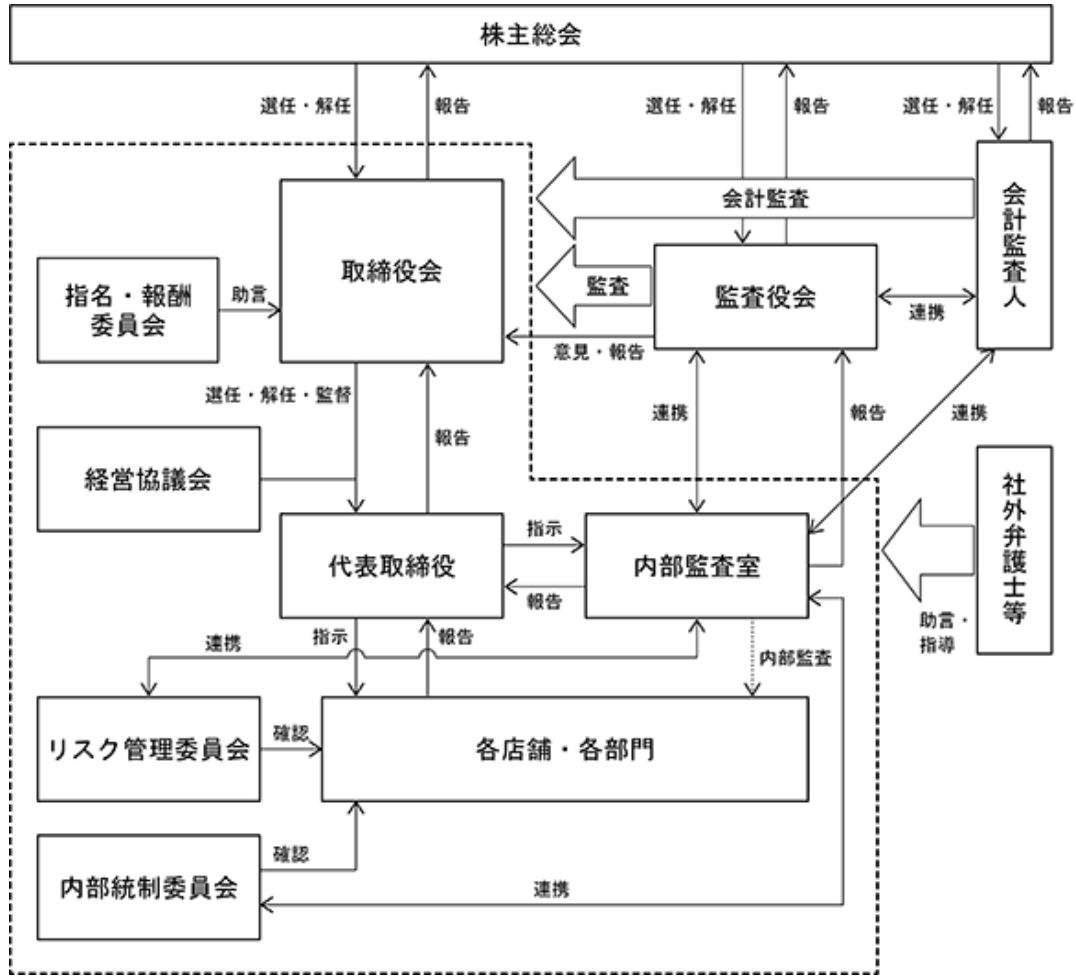 株主総会
選任・解任
報告
選任・解任
報告
選任・解任
報告
会計監査
会計監査人
取締役会
指名・報酬
委員会
助言
監査
監査役会
連携
意見・報告
選任・解任・監督
報告
連携
報告
連携
経営協議会
社外弁護士等
代表取締役
指示
報告
内部監査室
助言・
指導
指示
報告
連携
内部監査
リスク管理委員会
確認
各店舗・各部門
内部統制委員会
確認
連携